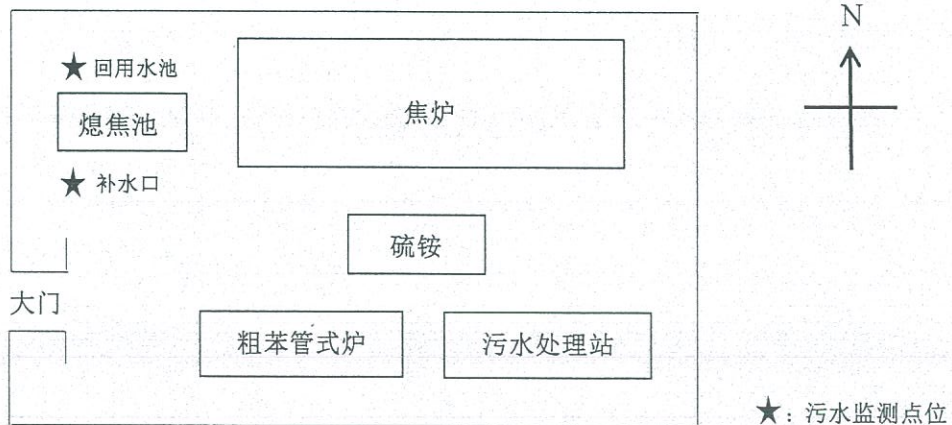 N
★ 回用水池
熄焦池
焦炉
★ 补水口
硫铵
大门
粗苯管式炉
污水处理站
★：污水监测点位